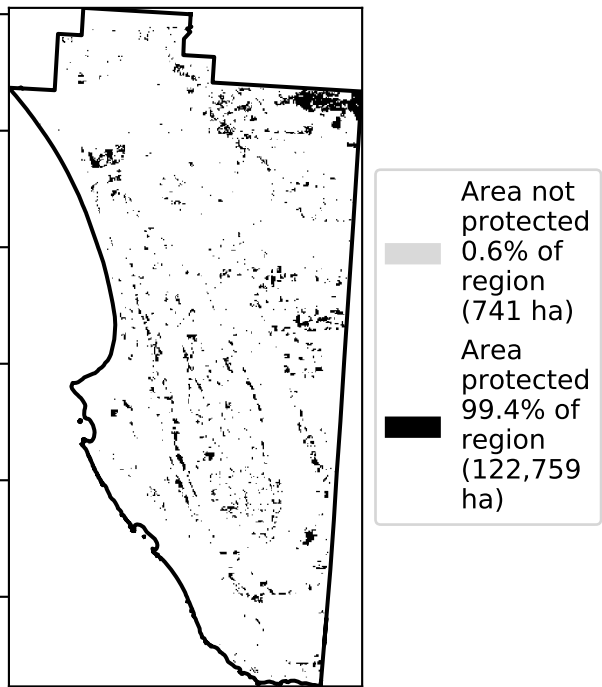 Area not
protected
0.6% of
region
(741 ha)
Area
protected
99.4% of
region
(122,759
ha)